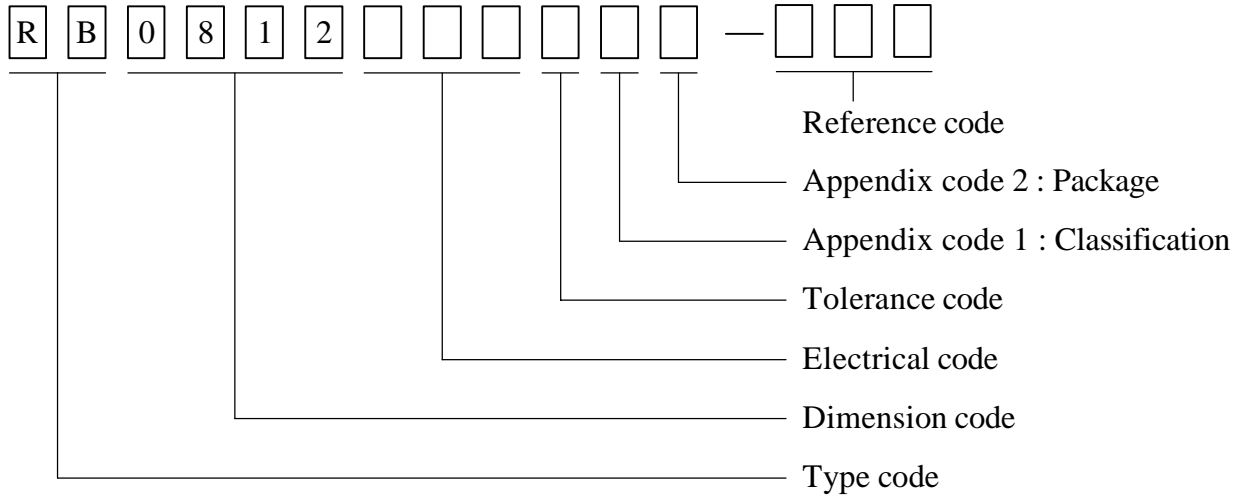 R B 0 8 1 2 —
Reference code
Appendix code 2 : Package
Appendix code 1 : Classification
Tolerance code
Electrical code
Dimension code
Type code